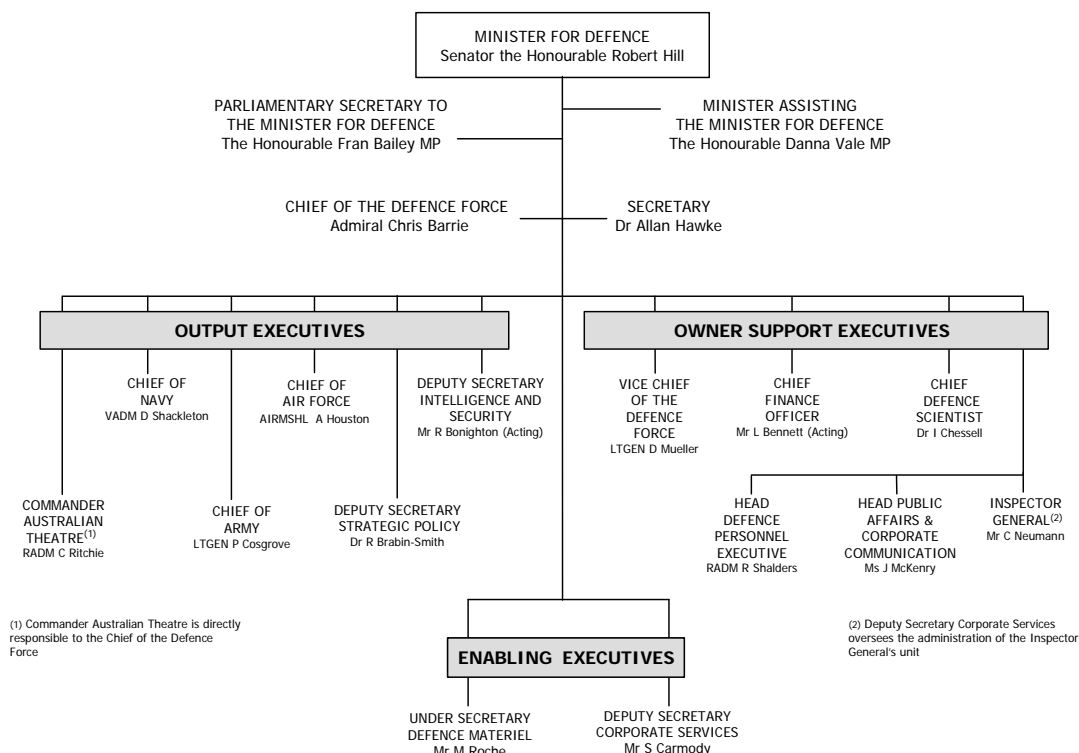 MINISTER FOR DEFENCE
Senator the Honourable Robert Hill
PARLIAMENTARY SECRETARY TO
THE MINISTER FOR DEFENCE
The Honourable Fran Bailey MP
MINISTER ASSISTING
THE MINISTER FOR DEFENCE
The Honourable Danna Vale MP
CHIEF OF THE DEFENCE FORCE
Admiral Chris Barrie
SECRETARY
Dr Allan Hawke
OUTPUT EXECUTIVES
OWNER SUPPORT EXECUTIVES
CHIEF OF
NAVY
VADM D Shackleton
CHIEF OF
AIR FORCE
AIRMSHL A Houston
DEPUTY SECRETARY
INTELLIGENCE AND
SECURITY
Mr R Bonighton (Acting)
VICE CHIEF
OF THE
DEFENCE
FORCE
LTGEN D Mueller
CHIEF
FINANCE
OFFICER
Mr L Bennett (Acting)
CHIEF
DEFENCE
SCIENTIST
Dr I Chessell
COMMANDER
AUSTRALIAN
THEATRE(1)
RADM C Ritchie
CHIEF OF
ARMY
LTGEN P Cosgrove
DEPUTY SECRETARY
STRATEGIC POLICY
Dr R Brabin-Smith
HEAD
DEFENCE
PERSONNEL
EXECUTIVE
RADM R Shalders
HEAD PUBLIC
AFFAIRS &
CORPORATE
COMMUNICATION
Ms J McKenry
INSPECTOR
GENERAL(2)
Mr C Neumann
(1) Commander Australian Theatre is directly
responsible to the Chief of the Defence
Force
(2) Deputy Secretary Corporate Services
oversees the administration of the Inspector
General's unit
ENABLING EXECUTIVES
UNDER SECRETARY
DEFENCE MATERIEL
Mr M Roche
DEPUTY SECRETARY
CORPORATE SERVICES
Mr S Carmody